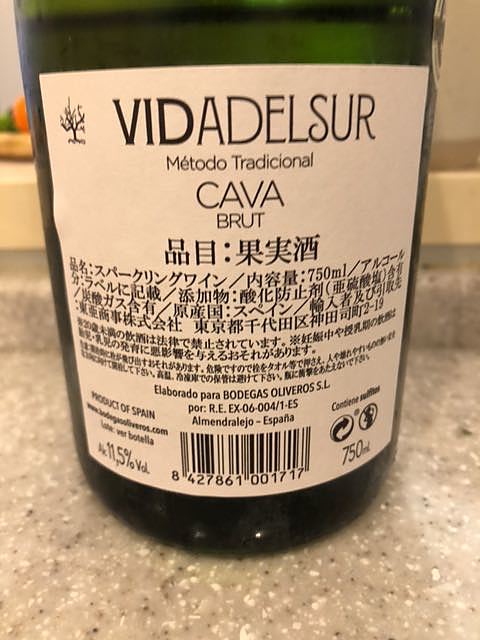 VIDADELSUR
Método Tradicional
CAVA
BRUT
品目：果実酒
品名：スパークリングワイン／内容量：750ml／アルコール
分：ラベルに記載／添加物：酸化防止剤（亜硫酸塩）含有
／炭酸ガス含有／原産国：スペイン／輸入者及び引取先
：東亜商事株式会社 東京都千代田区神田司町2-19
歳未満の飲酒は法律で禁止されています。※妊娠中や授乳期の飲酒は
胎児・乳児の発育に悪影響を与えるおそれがあります。
Elaborado para BODEGAS OLIVEROS S.L
por: R.E. EX-06-004/1-ES
Almendralejo – España
PRODUCT OF SPAIN
www.bodegasoliveros.com
Lote: ver botella
Alc 11,5% Vol.
Contiene sulfitos
750ml
8 427861 001717